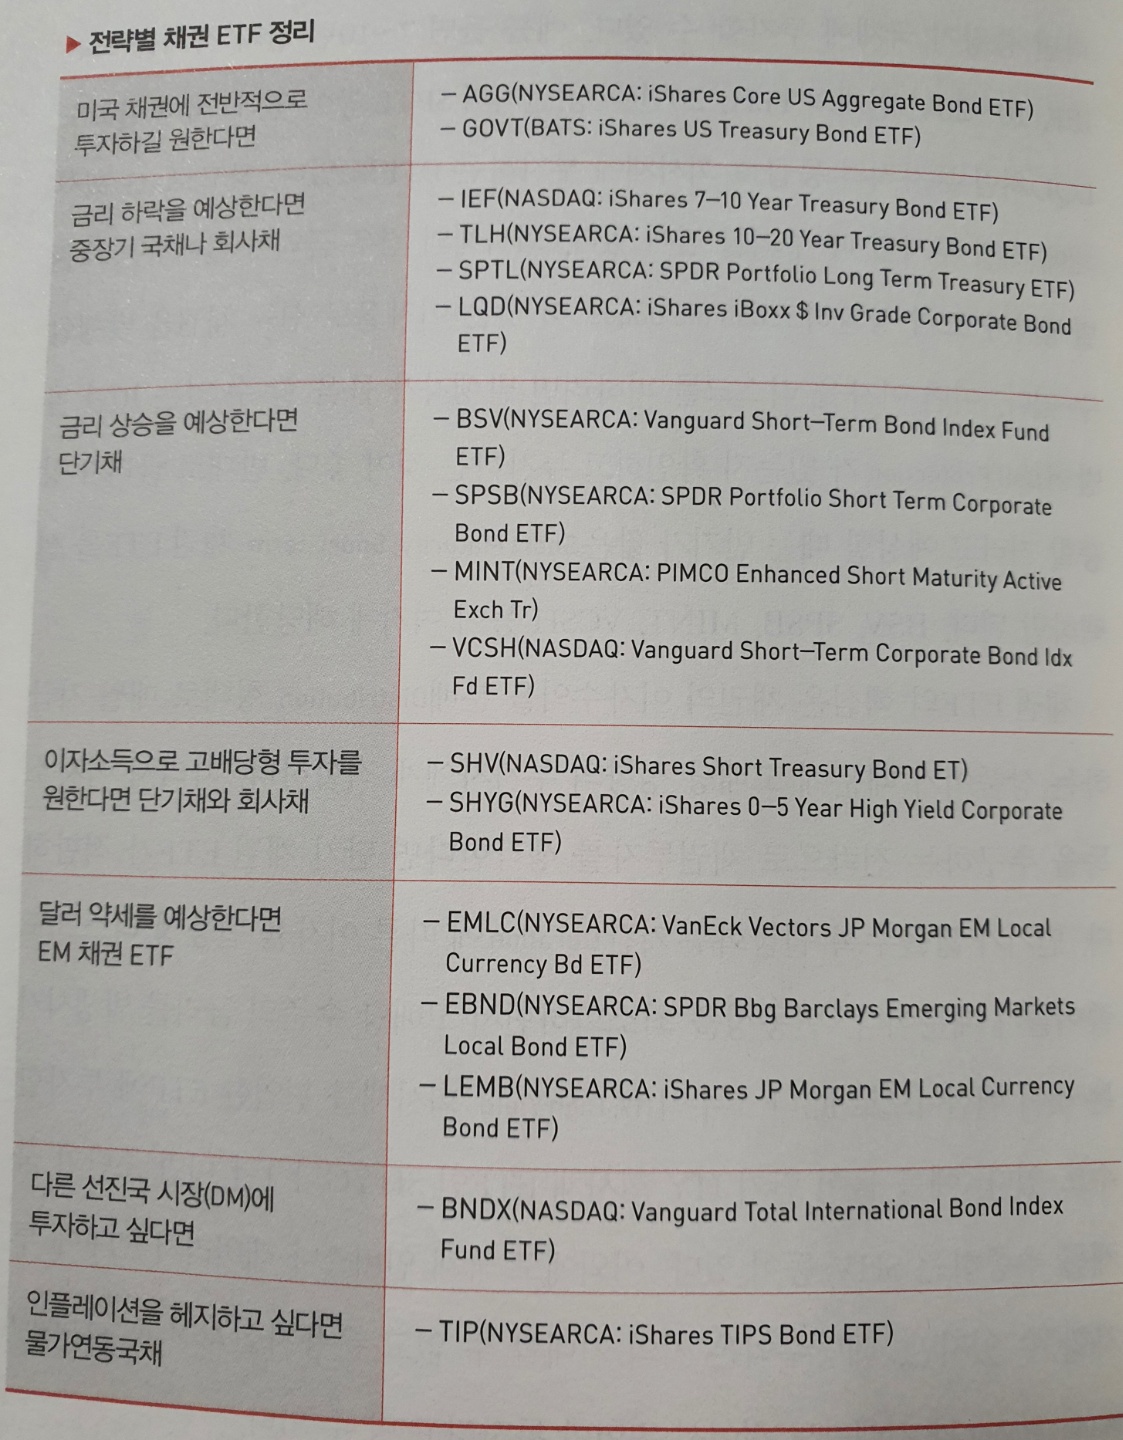 ▶ 전략별 채권 ETF 정리
미국 채권에 전반적으로
투자하길 원한다면
– AGG(NYSEARCA: iShares Core US Aggregate Bond ETF)
– GOVT(BATS: iShares US Treasury Bond ETF)
금리 하락을 예상한다면
중장기 국채나 회사채
– IEF(NASDAQ: iShares 7–10 Year Treasury Bond ETF)
– TLH(NYSEARCA: iShares 10–20 Year Treasury Bond ETF)
– SPTL(NYSEARCA: SPDR Portfolio Long Term Treasury ETF)
– LQD(NYSEARCA: iShares iBoxx $ Inv Grade Corporate Bond
ETF)
금리 상승을 예상한다면
단기채
– BSV(NYSEARCA: Vanguard Short–Term Bond Index Fund
ETF)
– SPSB(NYSEARCA: SPDR Portfolio Short Term Corporate
Bond ETF)
– MINT(NYSEARCA: PIMCO Enhanced Short Maturity Active
Exch Tr)
– VCSH(NASDAQ: Vanguard Short–Term Corporate Bond Idx
Fd ETF)
이자소득으로 고배당형 투자를
원한다면 단기채와 회사채
– SHV(NASDAQ: iShares Short Treasury Bond ET)
– SHYG(NYSEARCA: iShares 0–5 Year High Yield Corporate
Bond ETF)
달러 약세를 예상한다면
EM 채권 ETF
– EMLC(NYSEARCA: VanEck Vectors JP Morgan EM Local
Currency Bd ETF)
– EBND(NYSEARCA: SPDR Bbg Barclays Emerging Markets
Local Bond ETF)
– LEMB(NYSEARCA: iShares JP Morgan EM Local Currency
Bond ETF)
다른 선진국 시장(DM)에
투자하고 싶다면
– BNDX(NASDAQ: Vanguard Total International Bond Index
Fund ETF)
인플레이션을 헤지하고 싶다면
물가연동국채
– TIP(NYSEARCA: iShares TIPS Bond ETF)